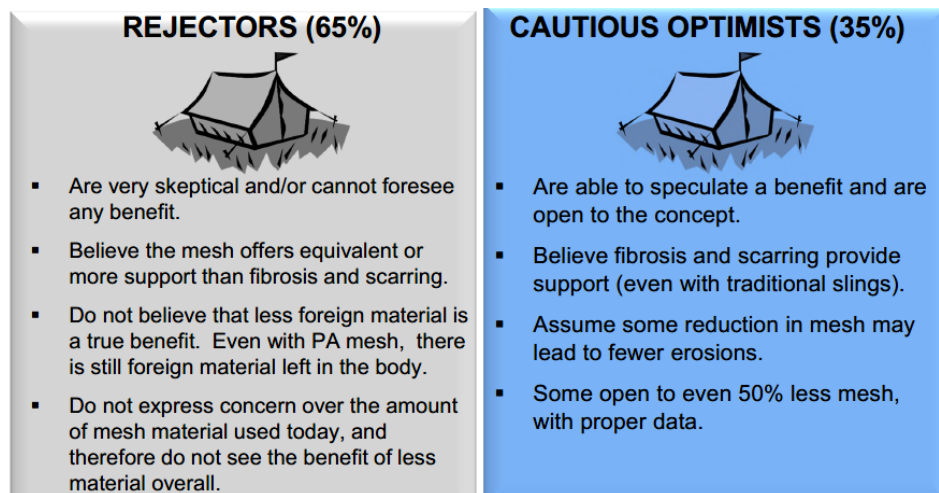 REJECTORS (65%)
▪ Are very skeptical and/or cannot foresee
any benefit.
▪ Believe the mesh offers equivalent or
more support than fibrosis and scarring.
▪ Do not believe that less foreign material is
a true benefit.  Even with PA mesh,  there
is still foreign material left in the body.
▪ Do not express concern over the amount
of mesh material used today, and
therefore do not see the benefit of less
material overall.
CAUTIOUS OPTIMISTS (35%)
▪ Are able to speculate a benefit and are
open to the concept.
▪ Believe fibrosis and scarring provide
support (even with traditional slings).
▪ Assume some reduction in mesh may
lead to fewer erosions.
▪ Some open to even 50% less mesh,
with proper data.